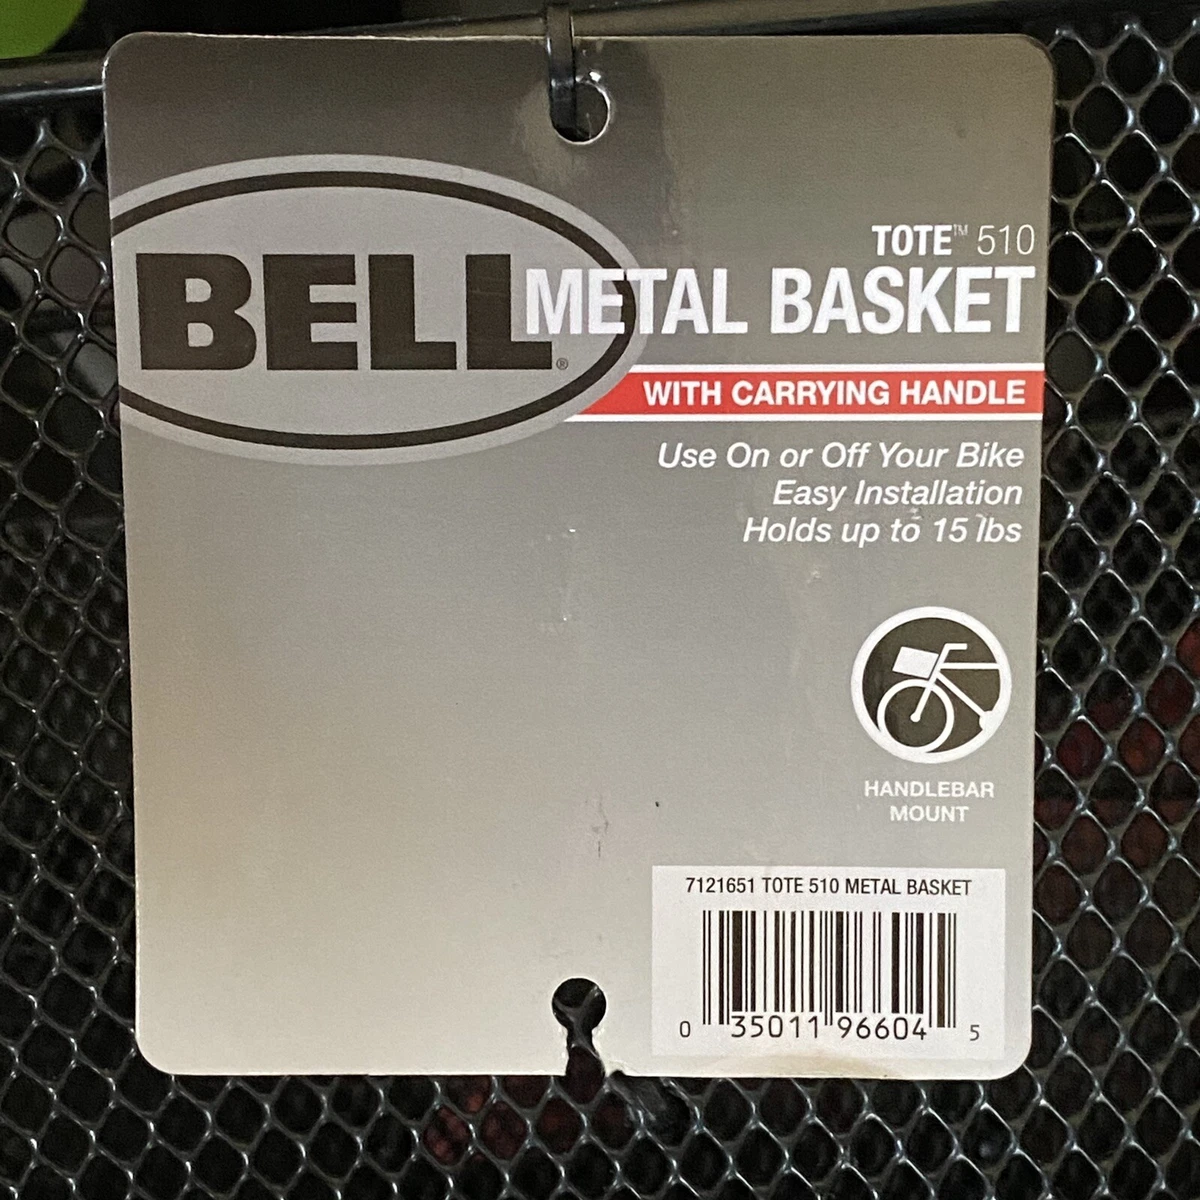 BELL®
TOTE™ 510
METAL BASKET
WITH CARRYING HANDLE
Use On or Off Your Bike
Easy Installation
Holds up to 15 lbs
HANDLEBAR
MOUNT
7121651 TOTE 510 METAL BASKET
0 35011 96604 5